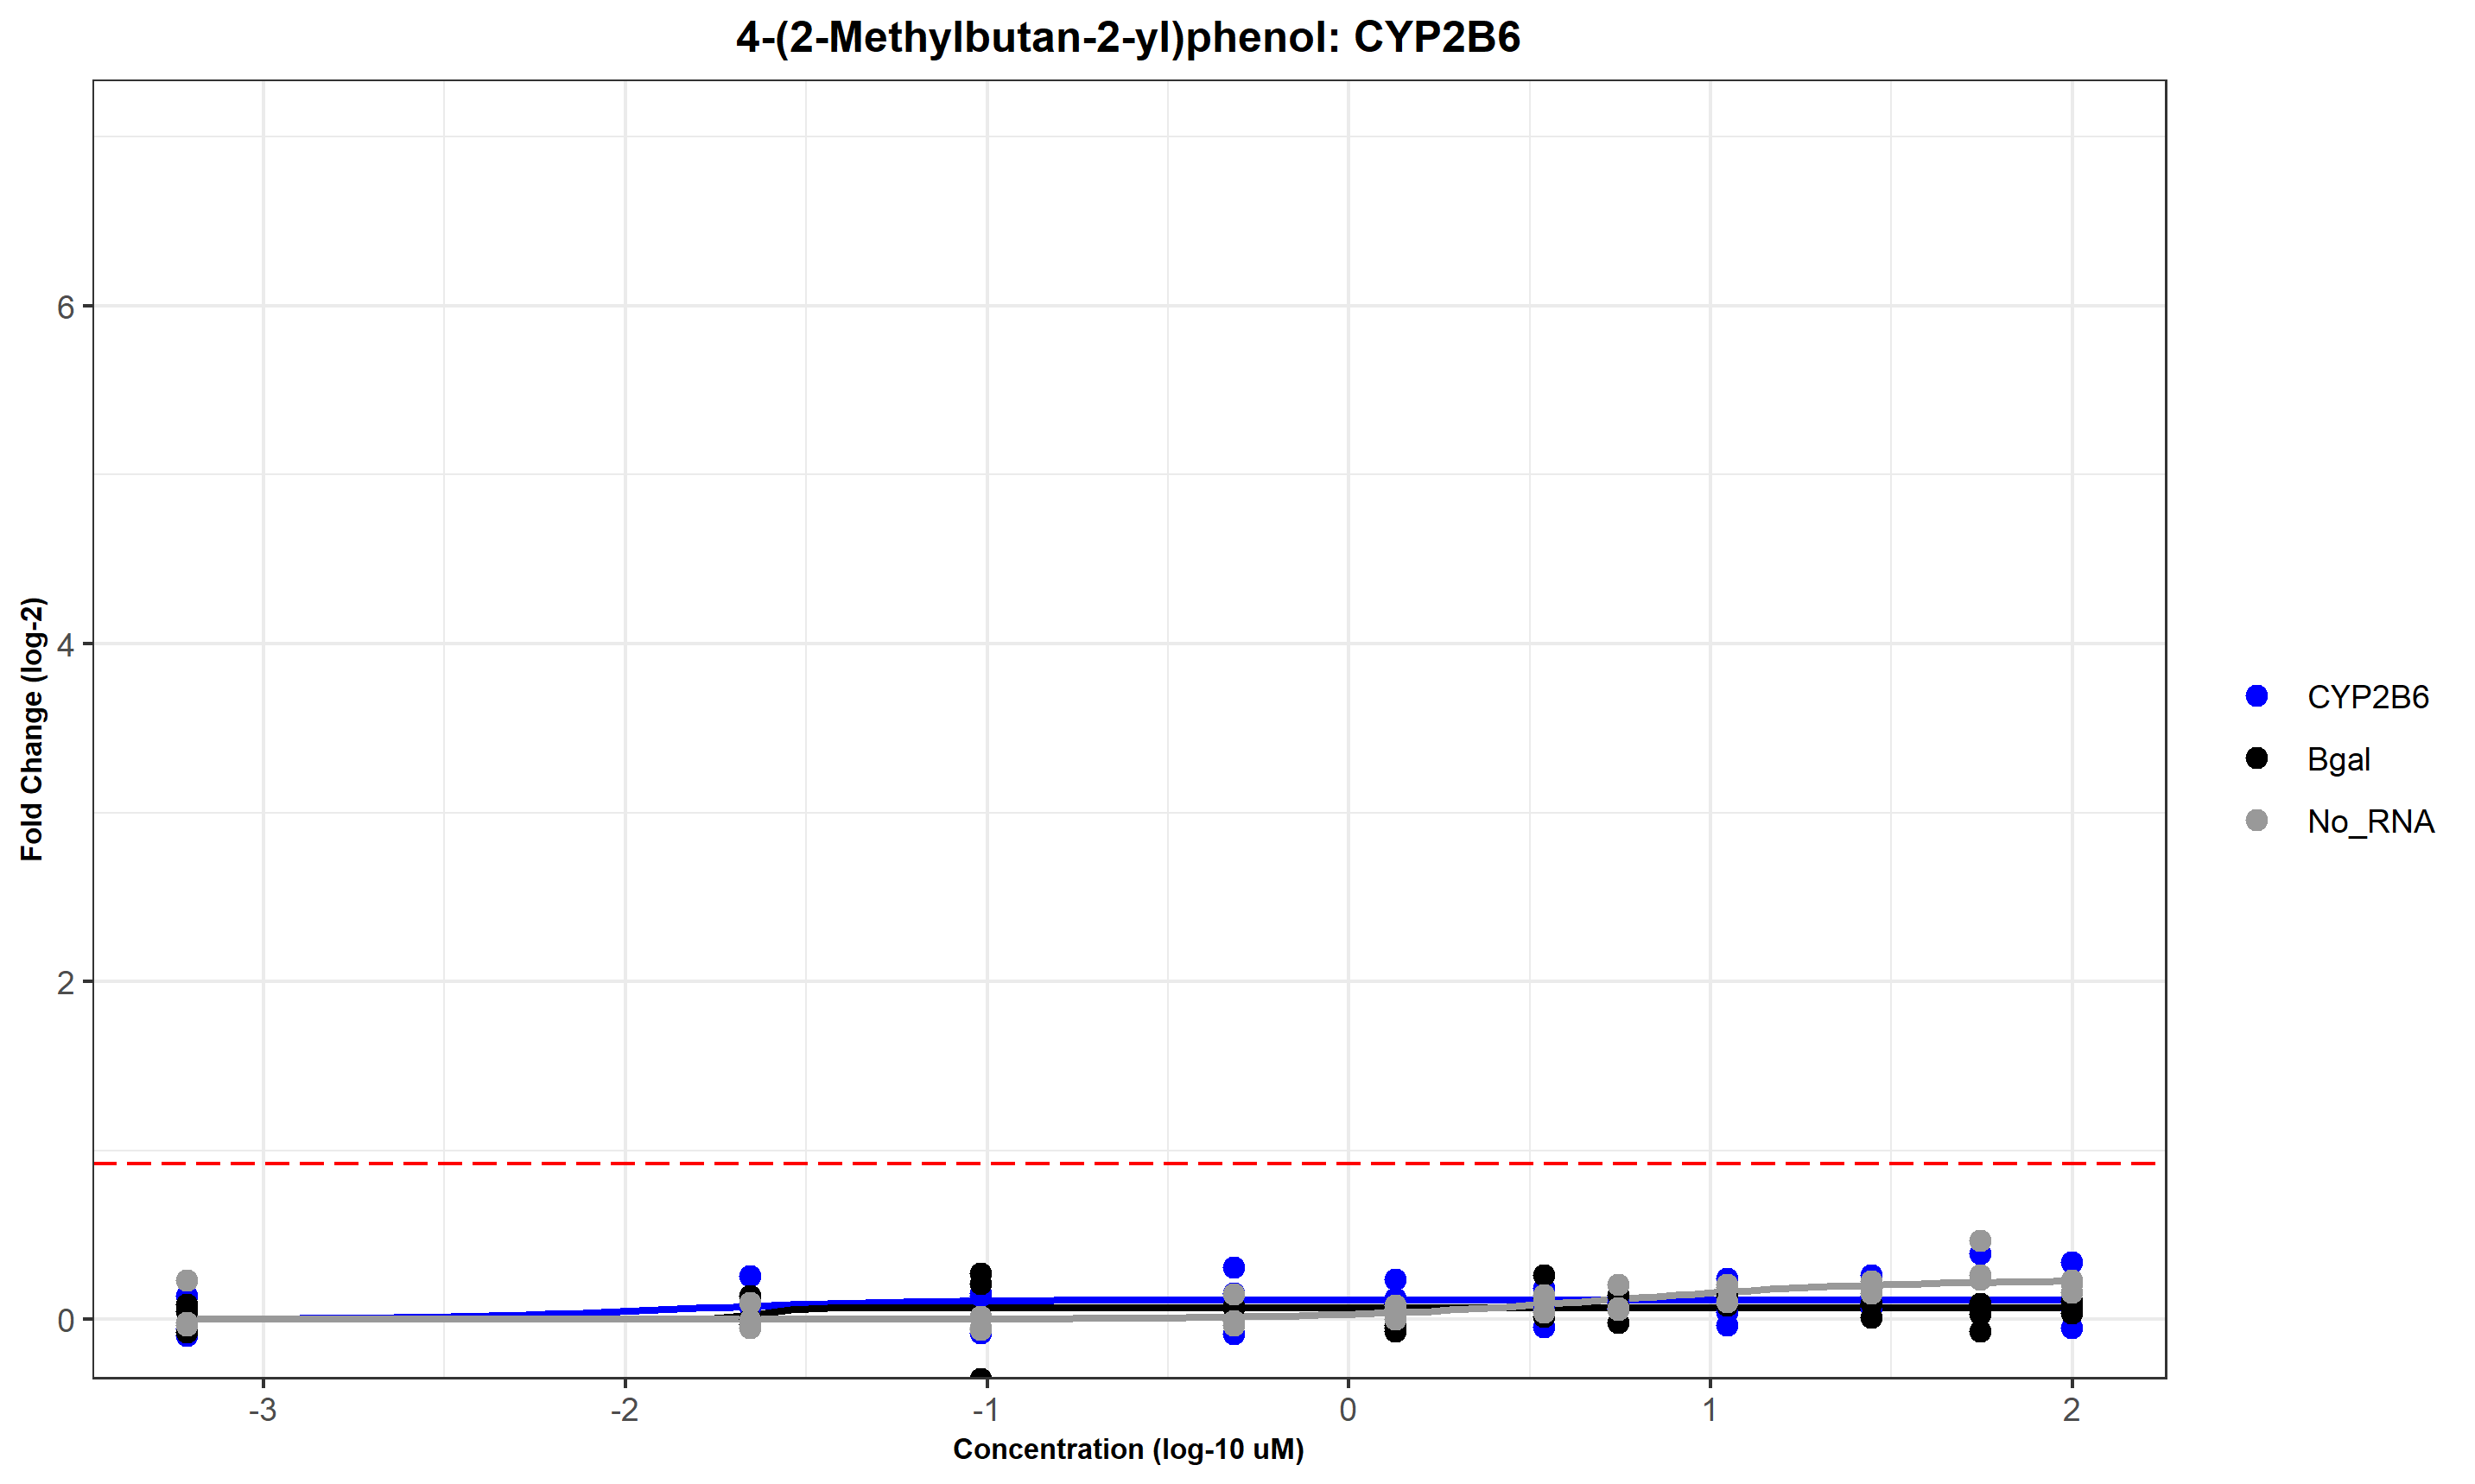 4-(2-Methylbutan-2-yl)phenol: CYP2B6
Fold Change (log-2)
6
4
2
0
-3
-2
-1
0
1
2
Concentration (log-10 uM)
CYP2B6
Bgal
No_RNA